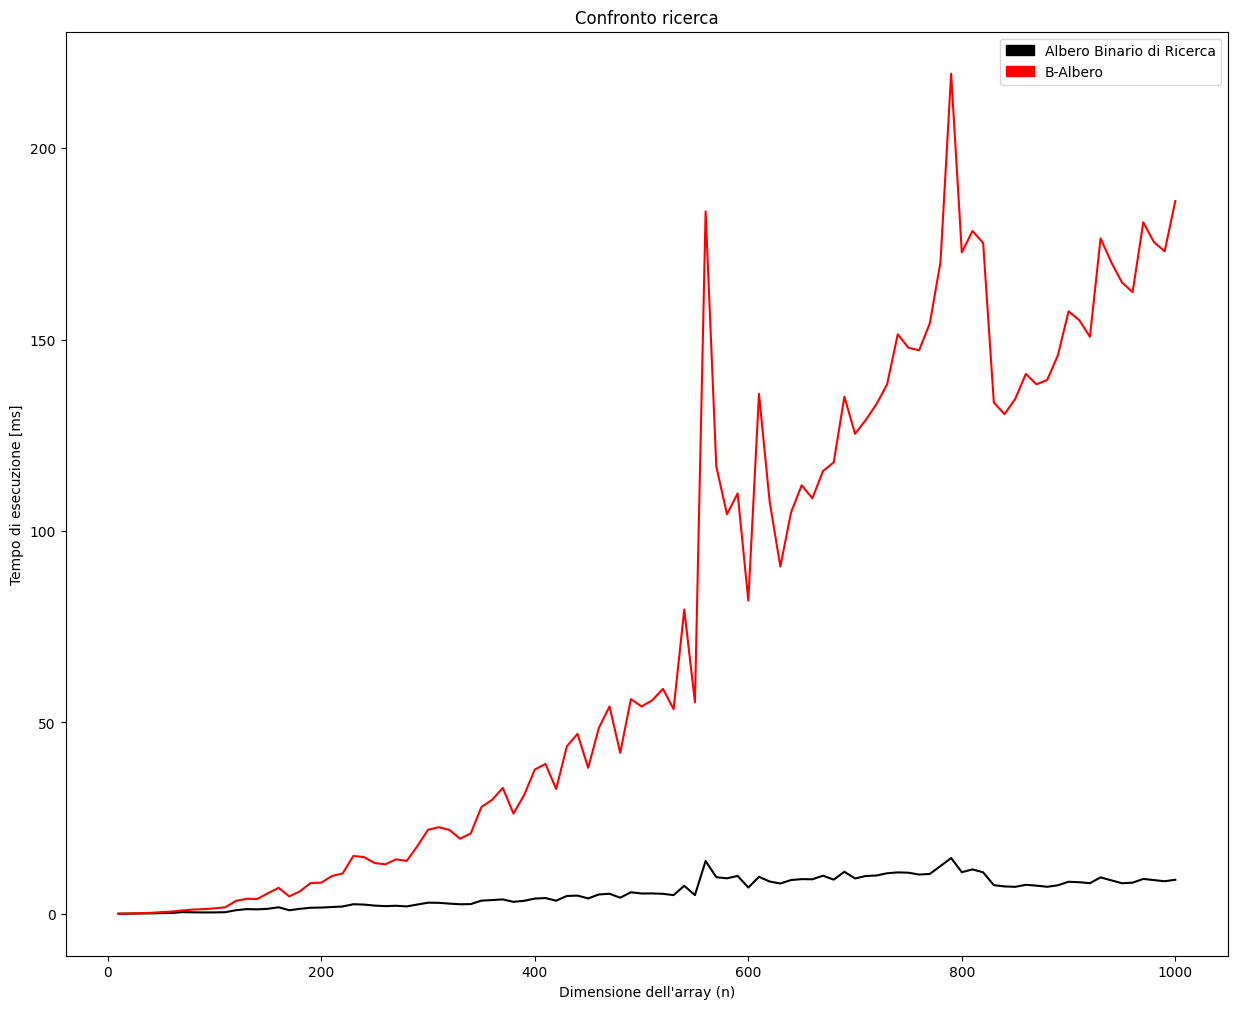 Confronto ricerca
Albero Binario di Ricerca
B-Albero
Tempo di esecuzione [ms]
200
150
100
50
0
0 200 400 600 800 1000
Dimensione dell'array (n)